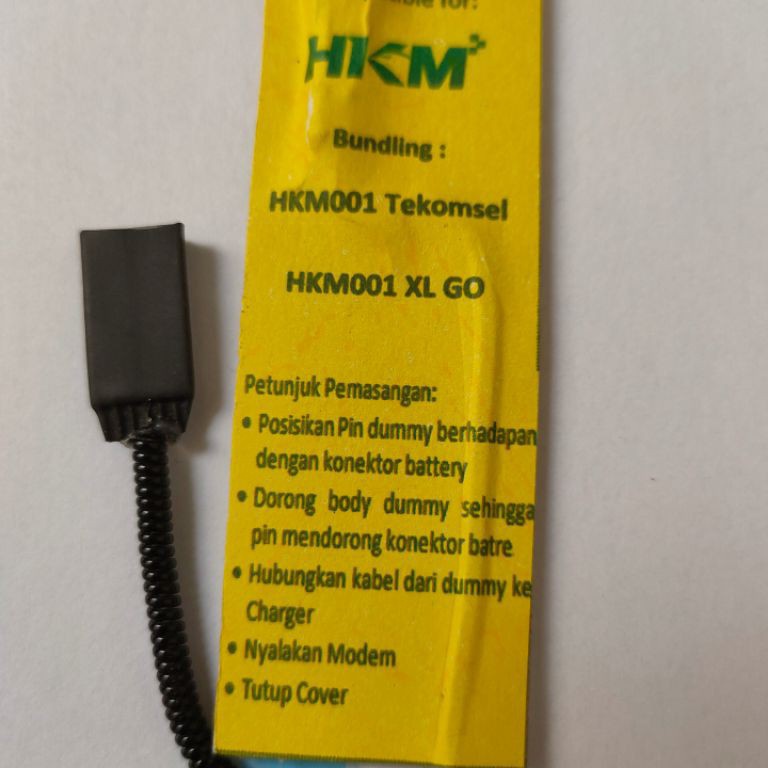 for:
HKM+
Bundling :
HKM001 Tekomsel
HKM001 XL GO
Petunjuk Pemasangan:
• Posisikan Pin dummy berhadapan
dengan konektor battery
• Dorong body dummy sehingga
pin mendorong konektor batre
• Hubungkan kabel dari dummy ke
Charger
• Nyalakan Modem
• Tutup Cover